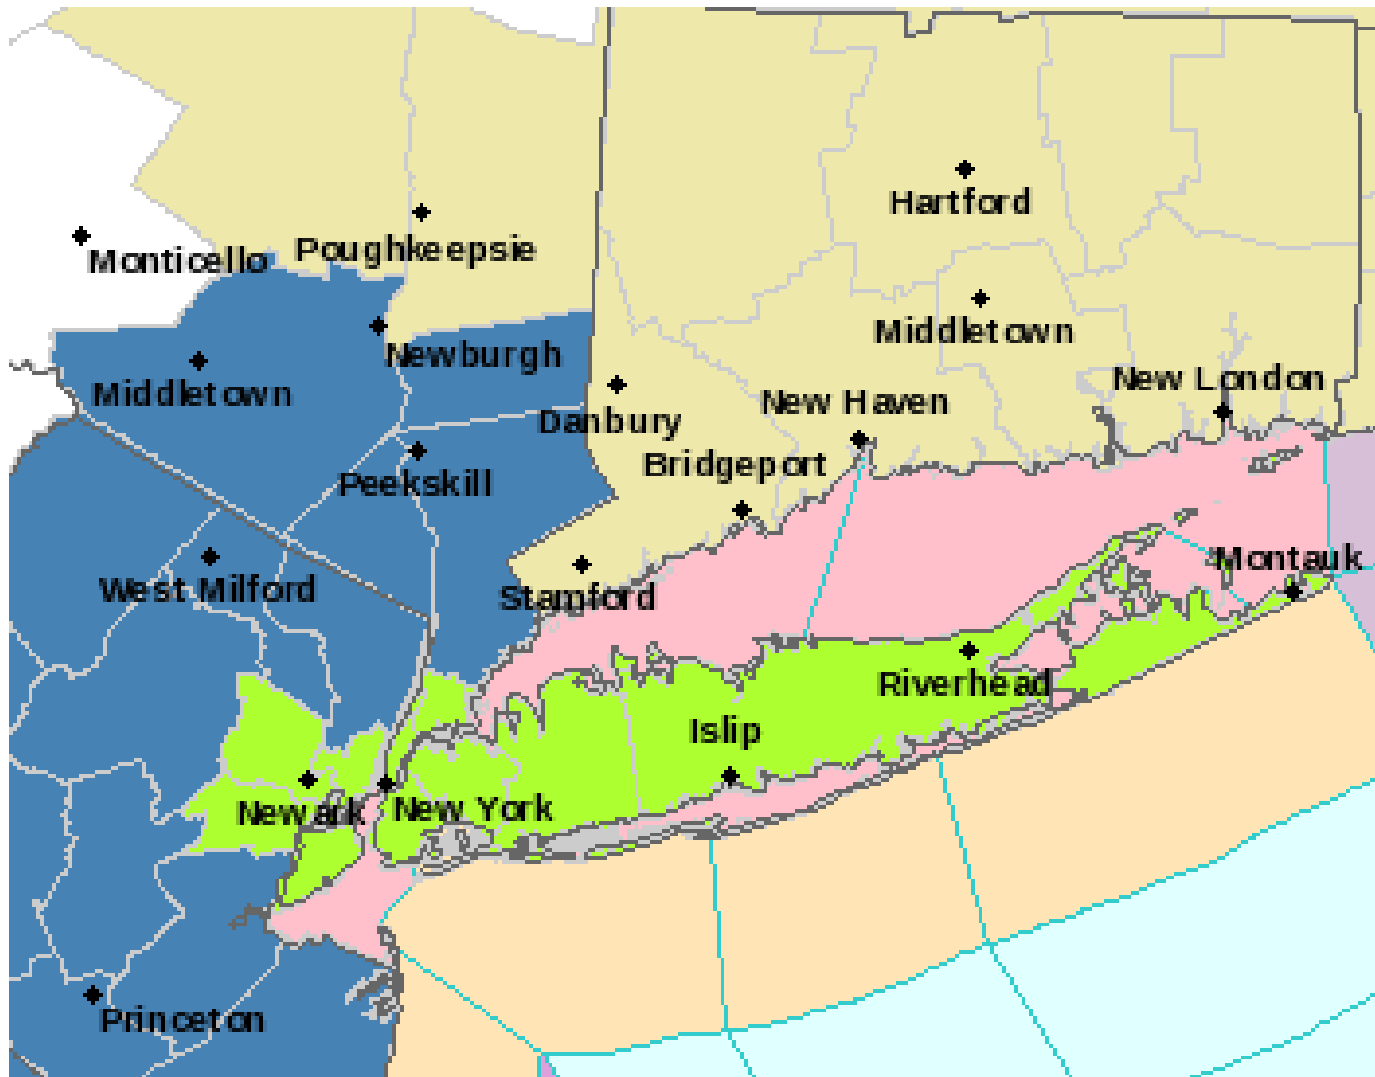 Hartford
Monticello
Poughkeepsie
Middletown
Newburgh
Middletown
New London
New Haven
Danbury
Bridgeport
Peekskill
Montauk
West Milford
Stamford
Riverhead
Islip
Newark
New York
Princeton